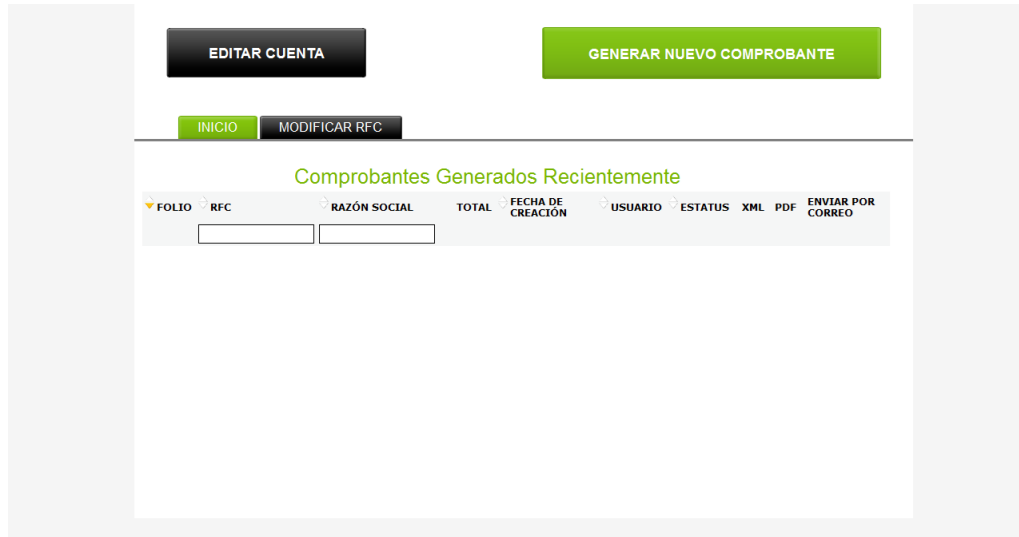 EDITAR CUENTA
GENERAR NUEVO COMPROBANTE
INICIO
MODIFICAR RFC
Comprobantes Generados Recientemente
FOLIO
RFC
RAZÓN SOCIAL
TOTAL
FECHA DE
CREACIÓN
USUARIO
ESTATUS
XML
PDF
ENVIAR POR
CORREO